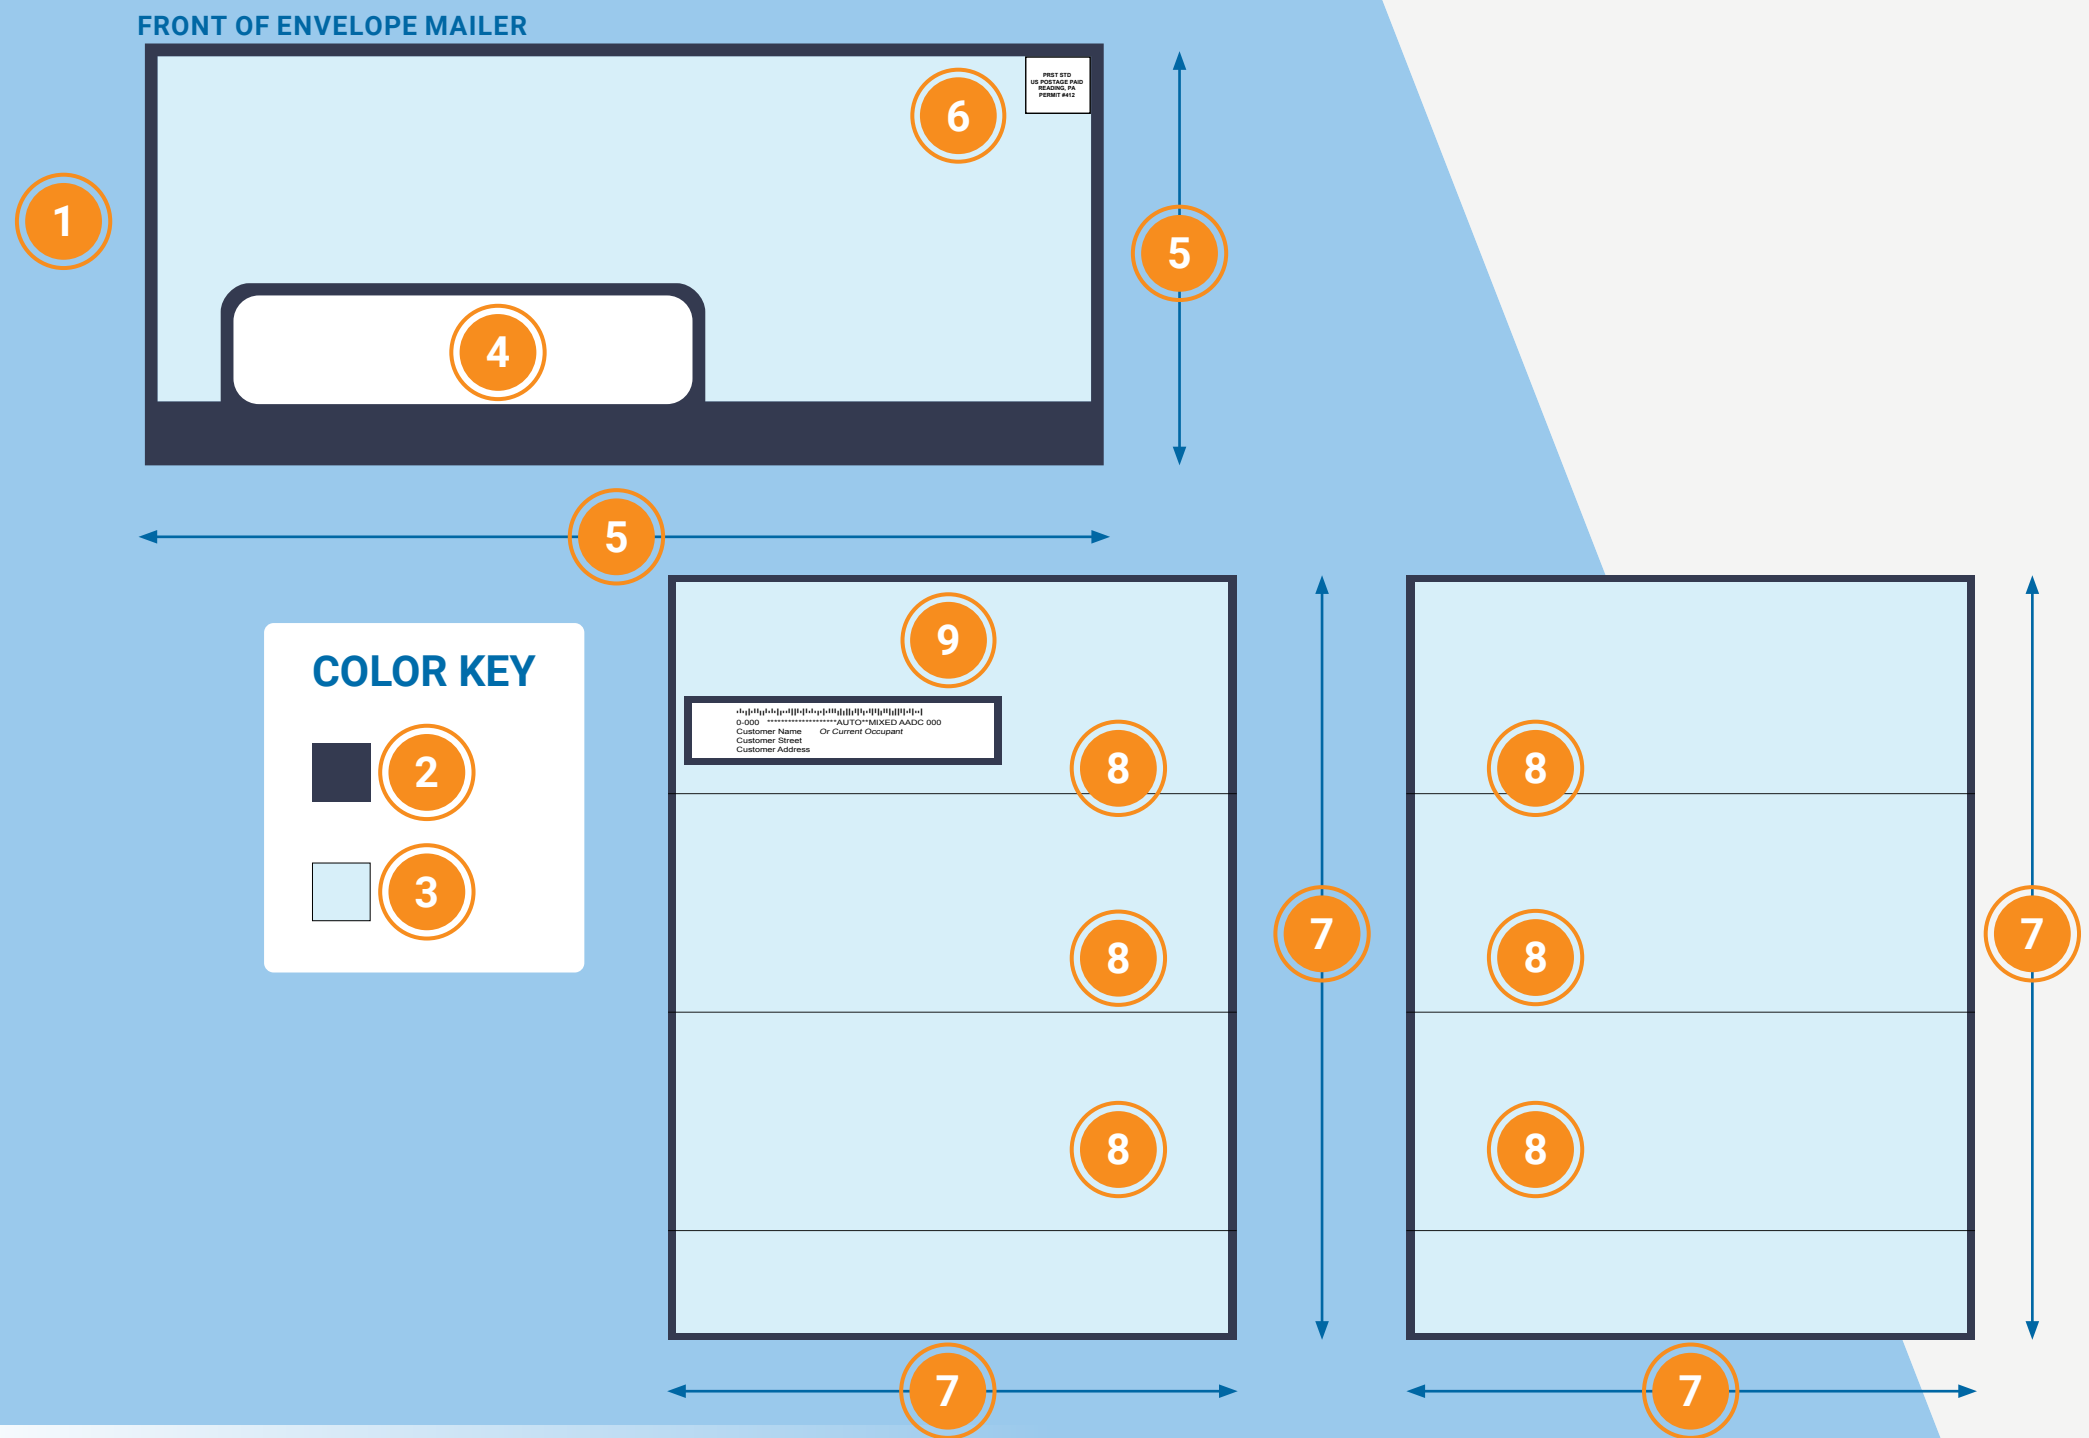 FRONT OF ENVELOPE MAILER
PRST STD
US POSTAGE PAID
READING, PA
PERMIT #412
6
1
5
4
5
COLOR KEY
2
3
9
0-000 ********************AUTO**MIXED AADC 000
Customer Name Or Current Occupant
Customer Street
Customer Address
8
8
8
8
7
7
8
8
7
7